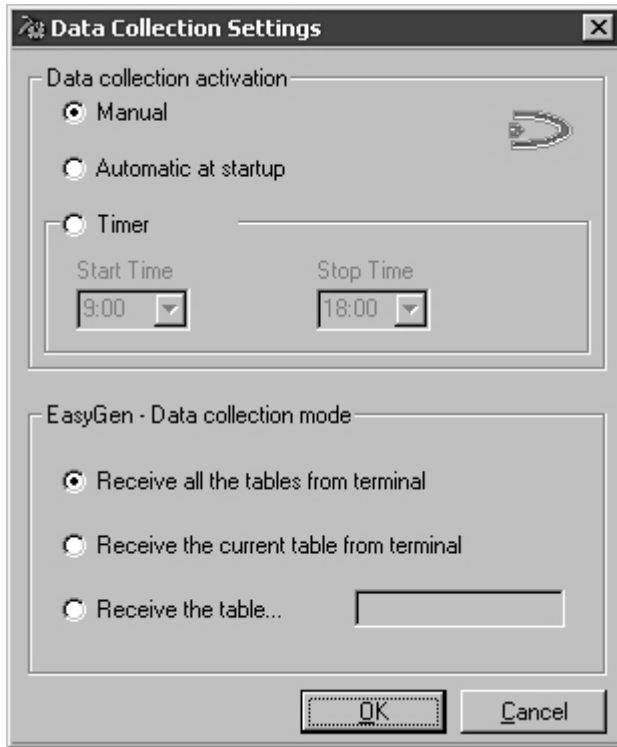 Data Collection Settings
Data collection activation
Manual
Automatic at startup
Timer
Start Time Stop Time
9:00 18:00
EasyGen - Data collection mode
Receive all the tables from terminal
Receive the current table from terminal
Receive the table...
OK Cancel